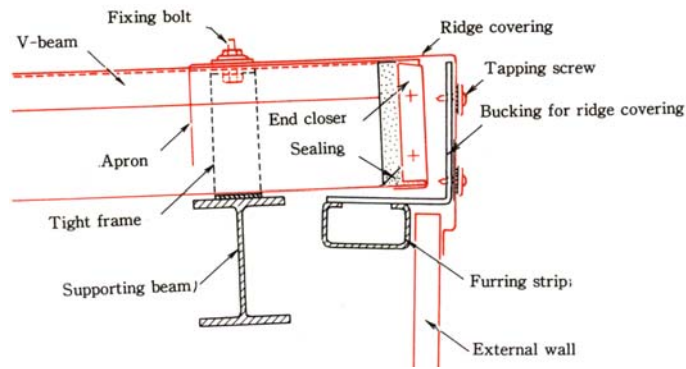 Fixing bolt
Ridge covering
V-beam
Tapping screw
End closer
Bucking for ridge covering
Sealing
Apron
Tight frame
Supporting beam
Furring strip
External wall